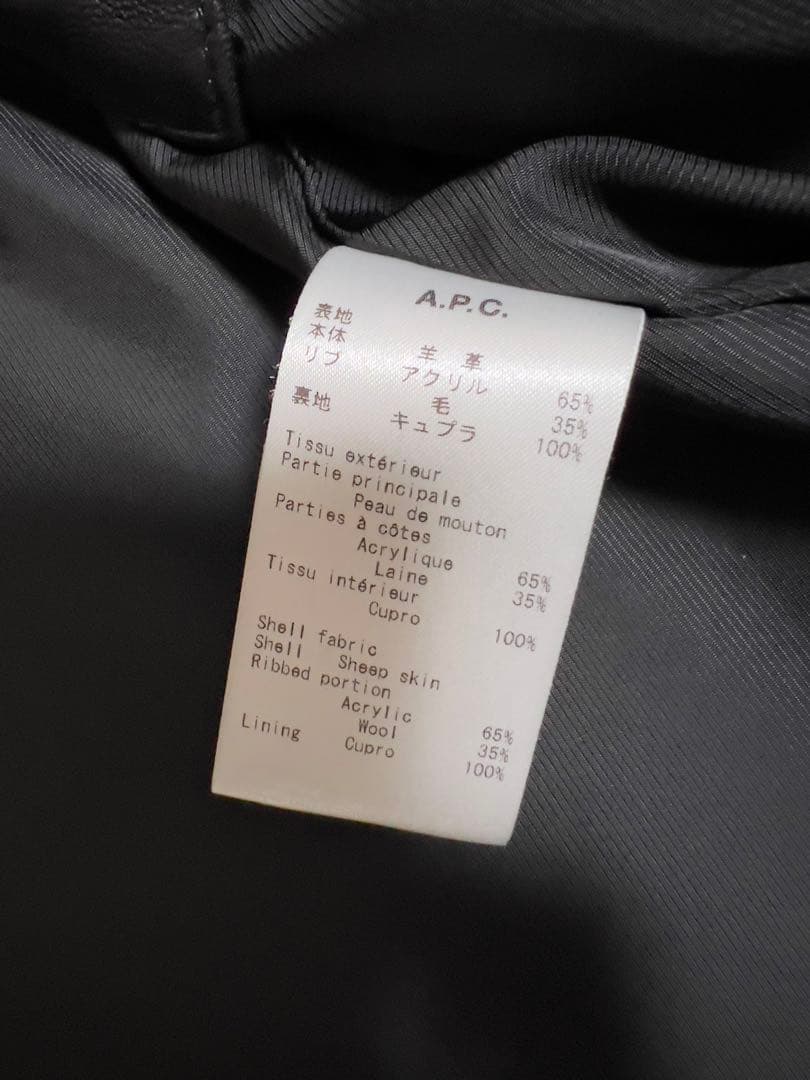 A.P.C.
表地
本体 羊革
リブ アクリル 65%
毛 35%
裏地 キュプラ 100%
Tissu extérieur
Partie principale
Peau de mouton
Parties à côtes
Acrylique 65%
Laine 35%
Tissu intérieur
Cupro 100%
Shell fabric
Shell Sheep skin
Ribbed portion
Acrylic 65%
Wool 35%
Lining Cupro 100%